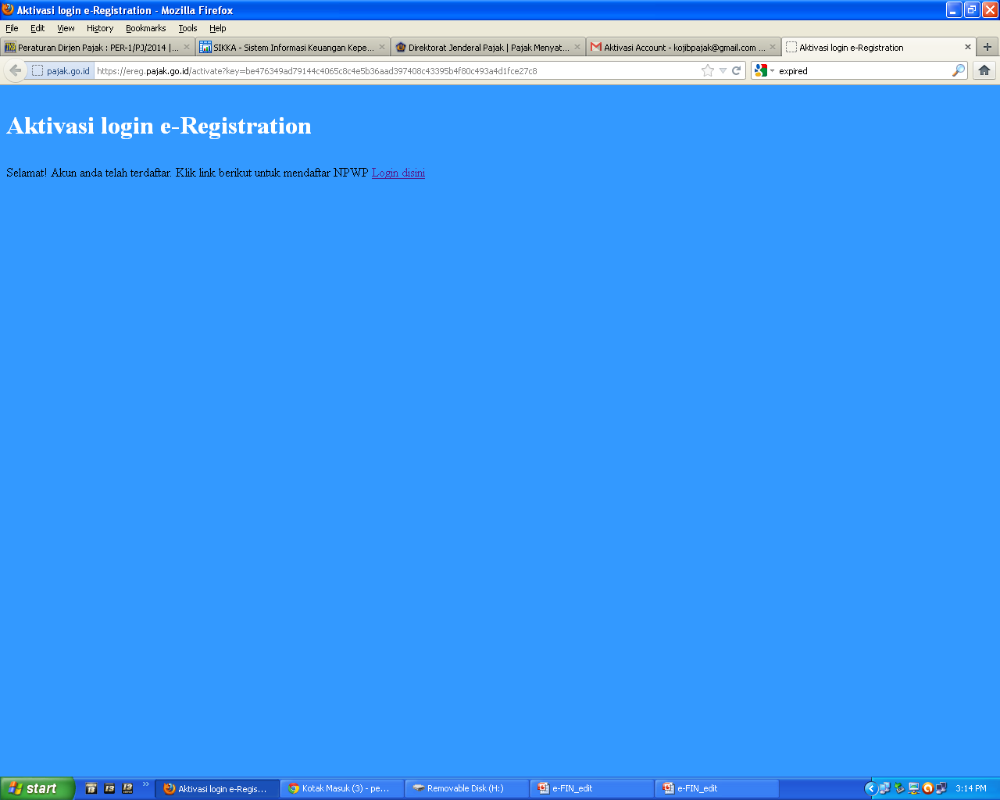 Aktivasi login e-Registration - Mozilla Firefox
File Edit View History Bookmarks Tools Help
Peraturan Dirjen Pajak : PER-1/PJ/2014 |... SIKKA - Sistem Informasi Keuangan Kepe... Direktorat Jenderal Pajak | Pajak Menyat... Aktivasi Account - kojibpajak@gmail.com ... Aktivasi login e-Registration
pajak.go.id https://ereg.pajak.go.id/activate?key=be476349ad79144c4065c8c4e5b36aad397408c43395b4f80c493a4d1fce27c8 expired
Aktivasi login e-Registration
Selamat! Akun anda telah terdaftar. Klik link berikut untuk mendaftar NPWP Login disini
start Aktivasi login e-Regis... Kotak Masuk (3) - pe... Removable Disk (H:) e-FIN_edit e-FIN_edit 3:14 PM